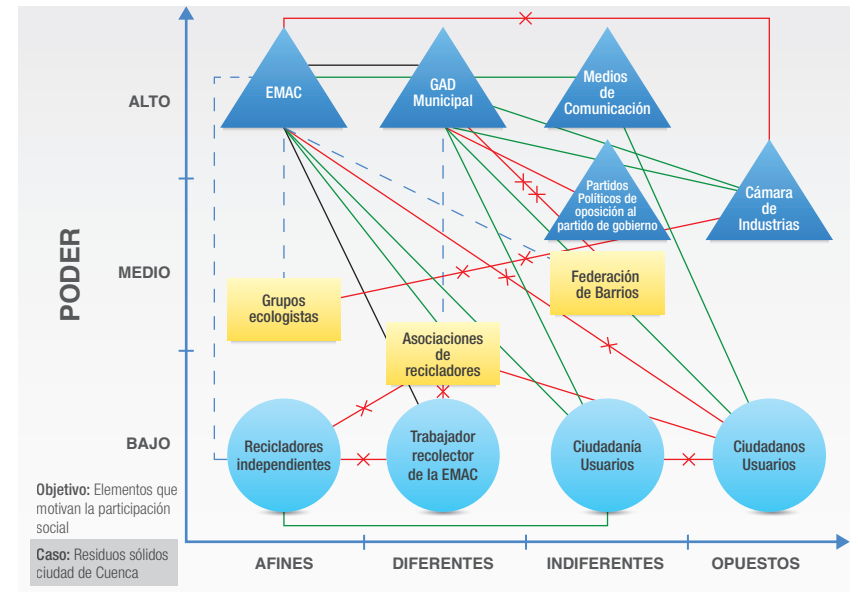 ALTO
EMAC
GAD
Municipal
Medios
de
Comunicación
PODER
MEDIO
Partidos
Políticos de
oposición al
partido de gobierno
Cámara
de
Industrias
Grupos
ecologistas
Federación
de Barrios
Asociaciones
de
recicladores
BAJO
Recicladores
independientes
Trabajador
recolector
de la EMAC
Ciudadanía
Usuarios
Ciudadanos
Usuarios
Objetivo: Elementos que
motivan la participación
social
Caso: Residuos sólidos
ciudad de Cuenca
AFINES
DIFERENTES
INDIFERENTES
OPUESTOS